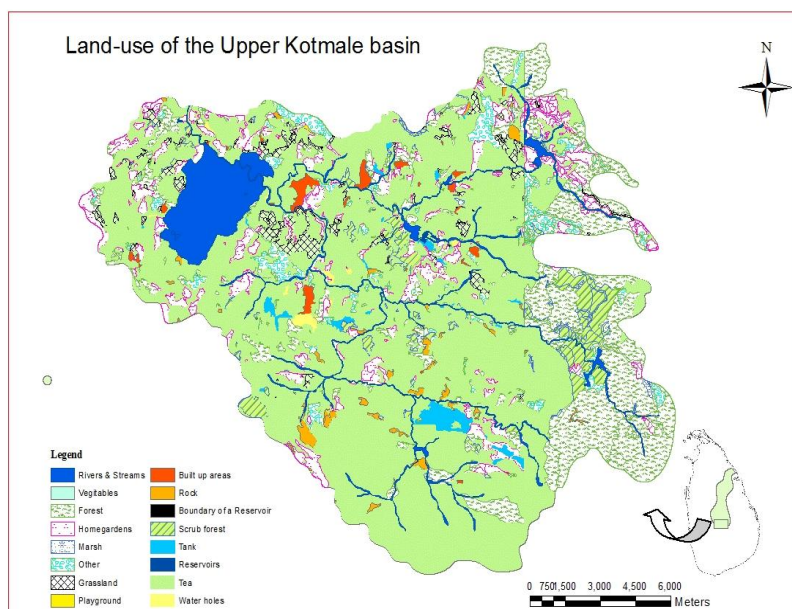 Land-use of the Upper Kotmale basin
N
Legend
Rivers & Streams
Vegitables
Forest
Homegardens
Marsh
Other
Grassland
Playground
Built up areas
Rock
Boundary of a Reservoir
Scrub forest
Tank
Reservoirs
Tea
Water holes
0 750 1,500 3,000 4,500 6,000
Meters